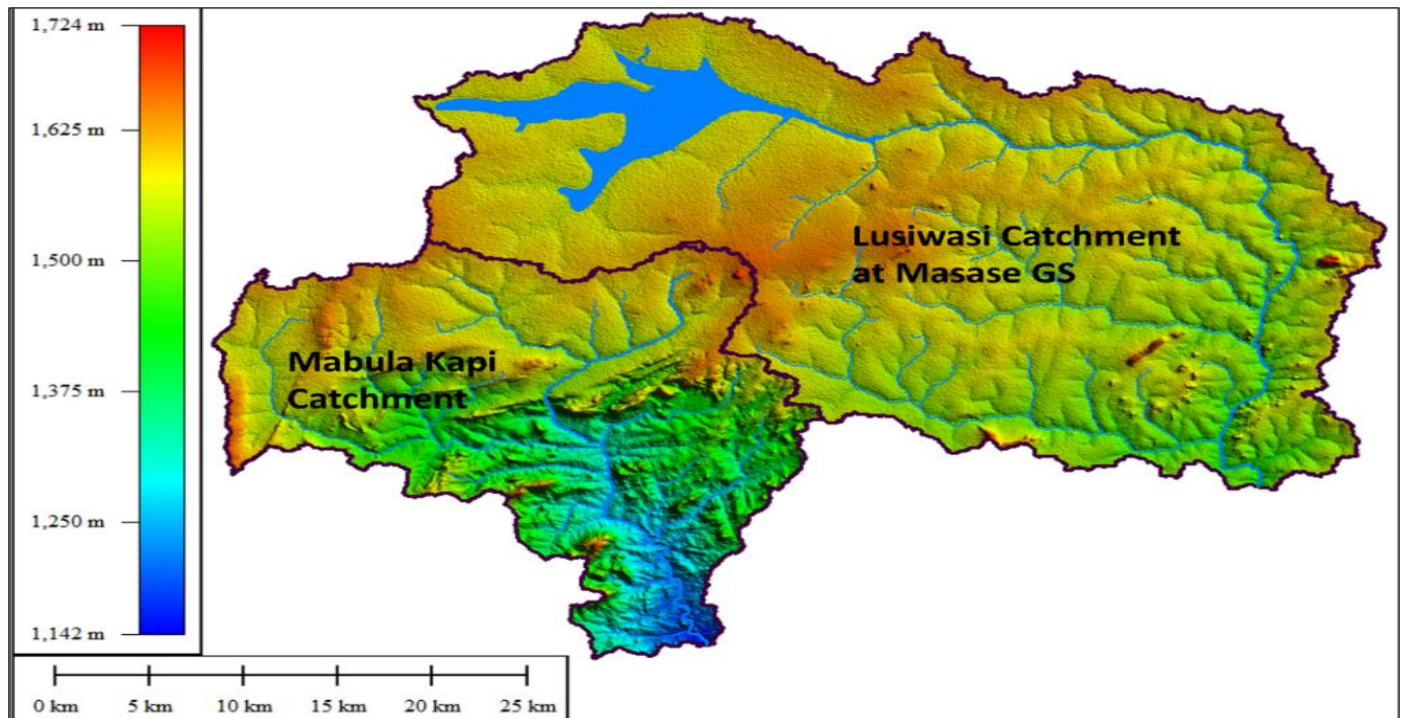 1,724 m
1,625 m
1,500 m
1,375 m
1,250 m
1,142 m
Lusiwasi Catchment
at Masase GS
Mabula Kapi
Catchment
0 km 5 km 10 km 15 km 20 km 25 km